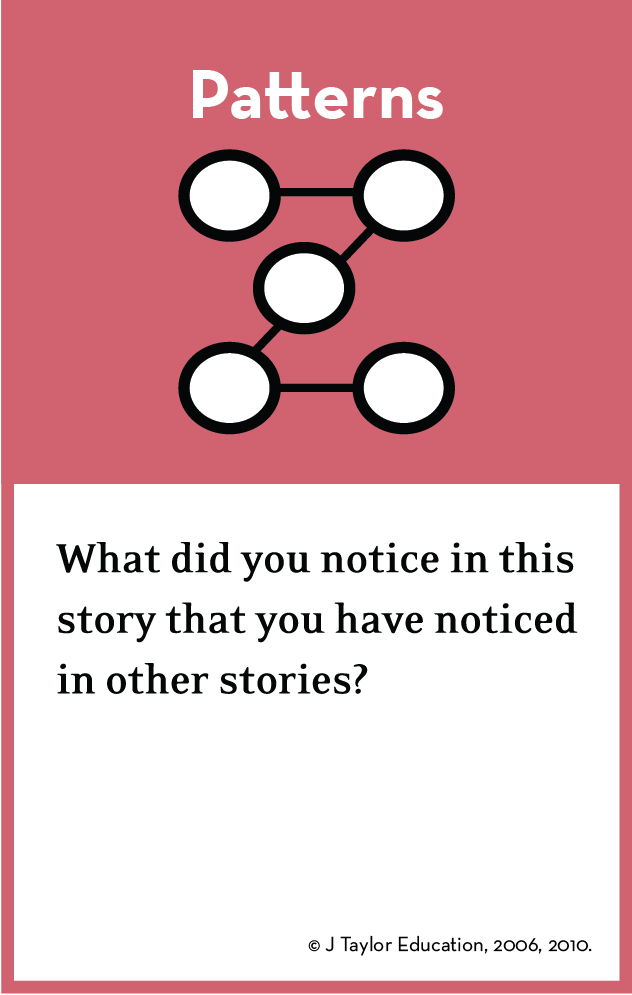 Patterns
What did you notice in this
story that you have noticed
in other stories?
© J Taylor Education, 2006, 2010.